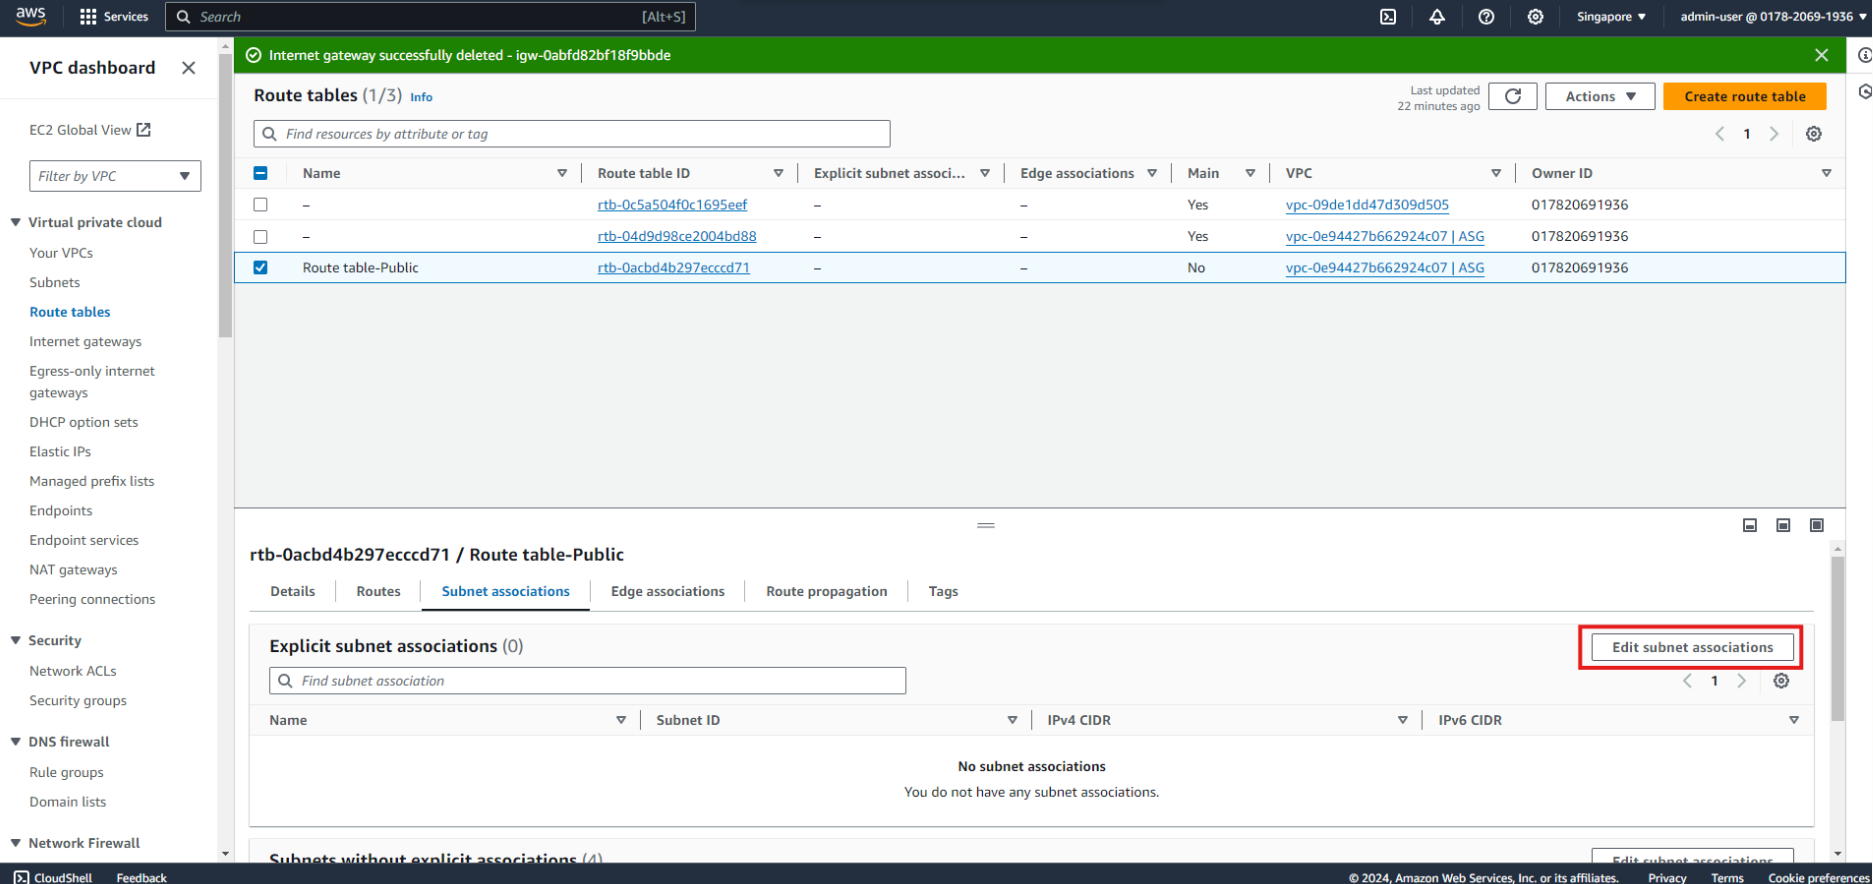 aws Services Search [Alt+S] Singapore ▼ admin-user @ 0178-2069-1936 ▼
VPC dashboard
EC2 Global View
Filter by VPC
Virtual private cloud
Your VPCs
Subnets
Route tables
Internet gateways
Egress-only internet
gateways
DHCP option sets
Elastic IPs
Managed prefix lists
Endpoints
Endpoint services
NAT gateways
Peering connections
Security
Network ACLs
Security groups
DNS firewall
Rule groups
Domain lists
Network Firewall
Internet gateway successfully deleted - igw-0abfd82bf18f9bbde
Route tables (1/3) Info
Last updated
22 minutes ago
Actions
Create route table
Find resources by attribute or tag
1
Name Route table ID Explicit subnet associ... Edge associations Main VPC Owner ID
– rtb-0c5a504f0c1695eef – – Yes vpc-09de1dd47d309d505 017820691936
– rtb-04d9d98ce2004bd88 – – Yes vpc-0e94427b662924c07 | ASG 017820691936
Route table-Public rtb-0acbd4b297ecccd71 – – No vpc-0e94427b662924c07 | ASG 017820691936
rtb-0acbd4b297ecccd71 / Route table-Public
Details Routes Subnet associations Edge associations Route propagation Tags
Explicit subnet associations (0)
Edit subnet associations
Find subnet association
1
Name Subnet ID IPv4 CIDR IPv6 CIDR
No subnet associations
You do not have any subnet associations.
Subnets without explicit associations (4)
Edit subnet associations
CloudShell Feedback © 2024, Amazon Web Services, Inc. or its affiliates. Privacy Terms Cookie preferences